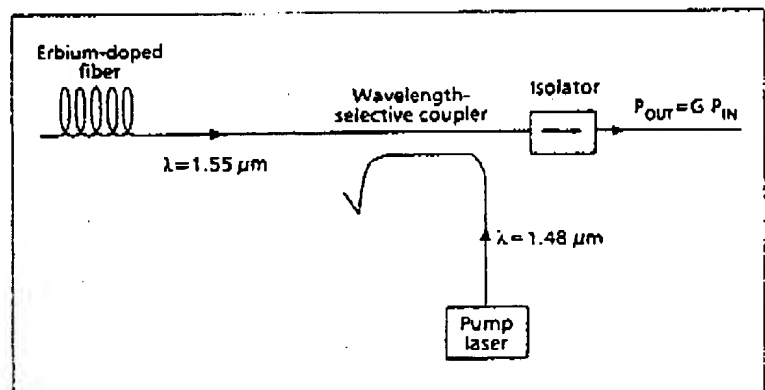 Erbium-doped
fiber
Wavelength-
selective coupler
Isolator
P_OUT=G P_IN
λ=1.55 μm
λ=1.48 μm
Pump
laser